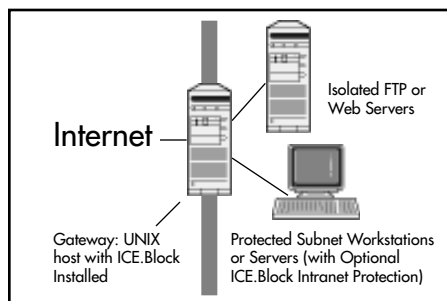 Isolated FTP or
Web Servers
Internet
Gateway: UNIX
host with ICE.Block
Installed
Protected Subnet Workstations
or Servers (with Optional
ICE.Block Intranet Protection)